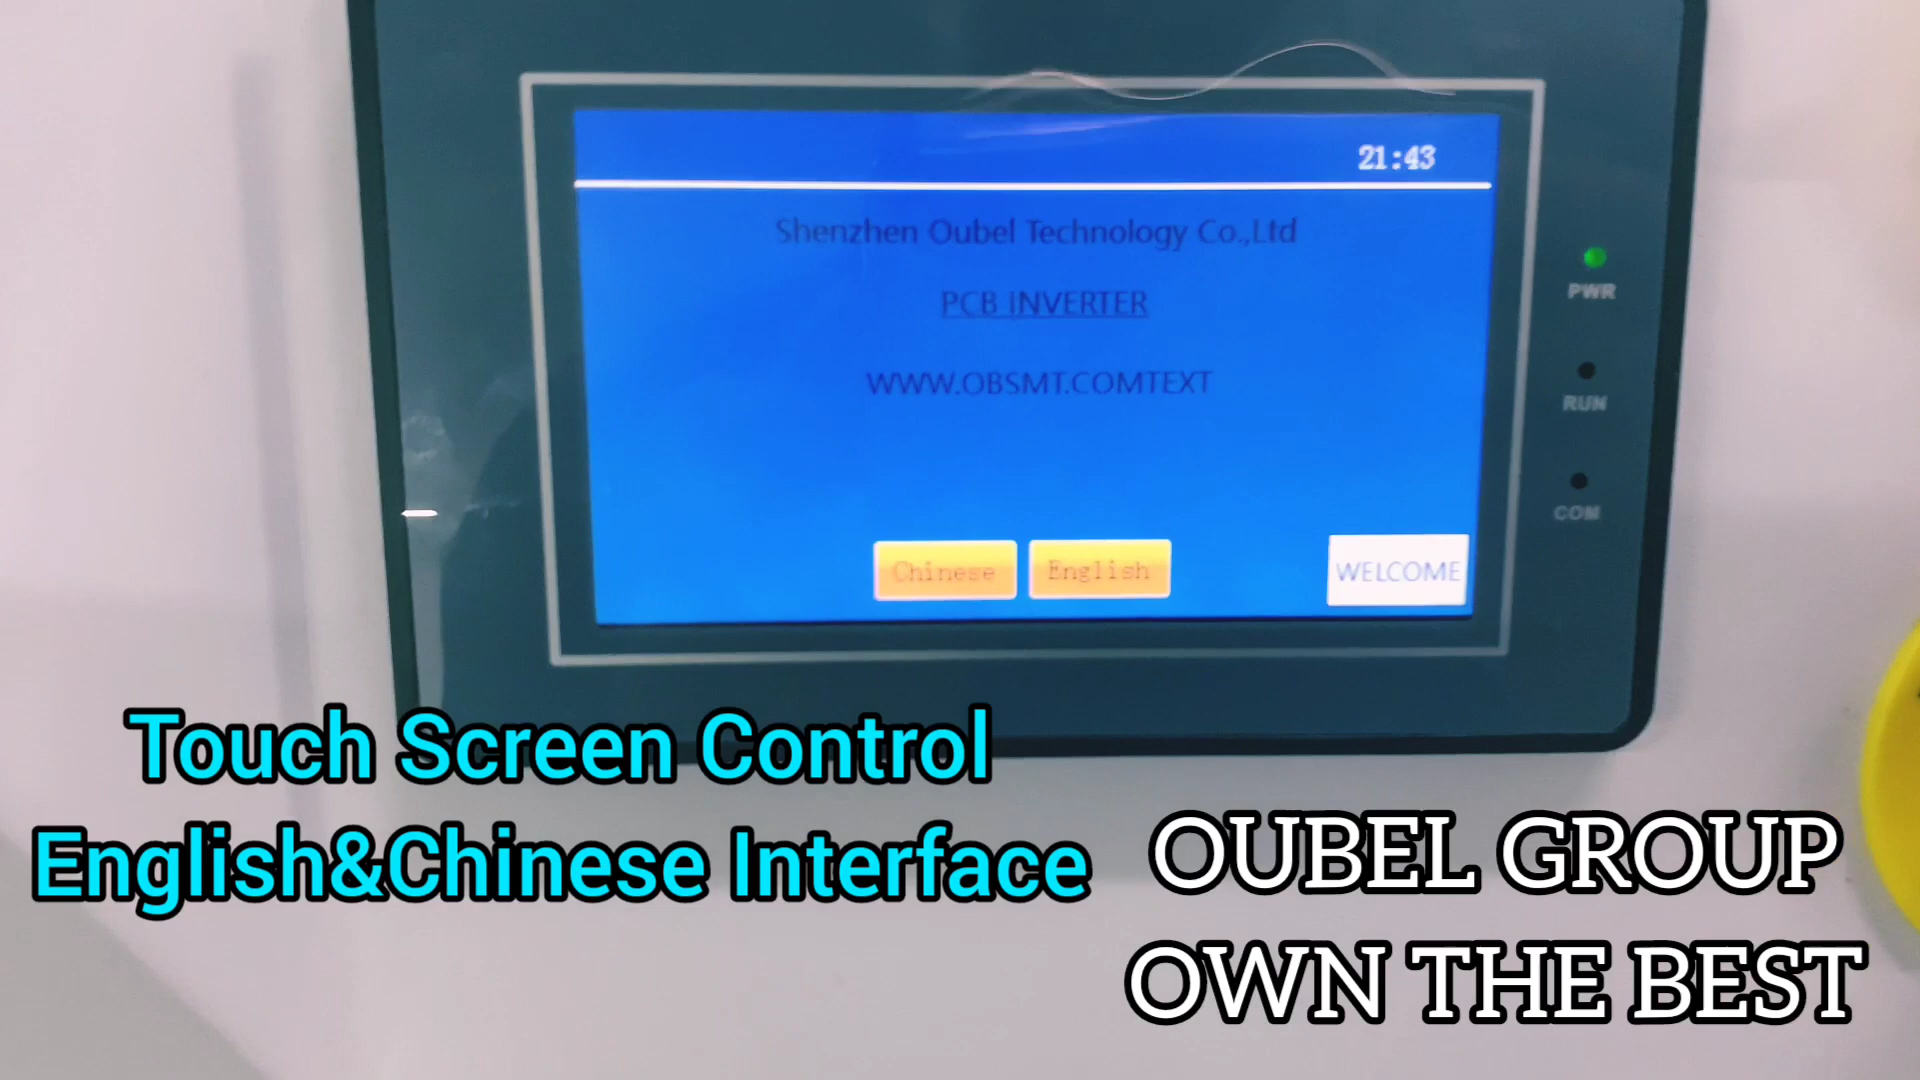 21:43
Shenzhen Oubel Technology Co.,Ltd
PCB INVERTER
WWW.OBSMT.COMTEXT
Chinese
English
WELCOME
PWR
RUN
COM
Touch Screen Control
English&Chinese Interface
OUBEL GROUP
OWN THE BEST